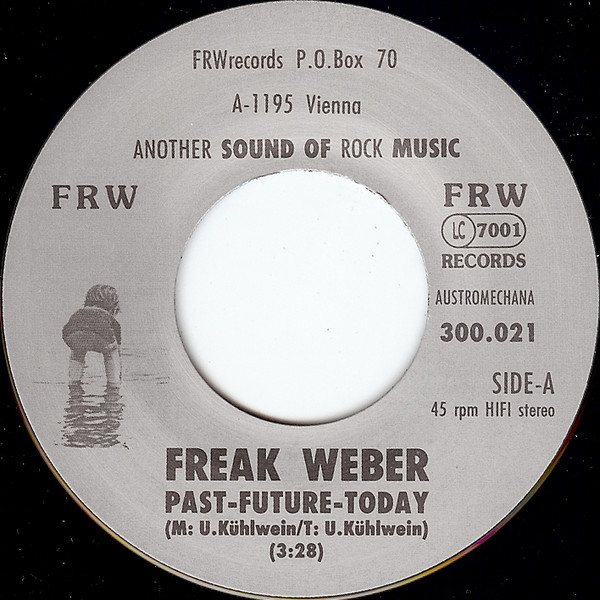 FRWrecords P.O.Box 70
A-1195 Vienna
ANOTHER SOUND OF ROCK MUSIC
FRW
FRW
LC 7001
RECORDS
AUSTROMECHANA
300.021
SIDE-A
45 rpm HIFI stereo
FREAK WEBER
PAST-FUTURE-TODAY
(M: U.Kühlwein/T: U.Kühlwein)
(3:28)